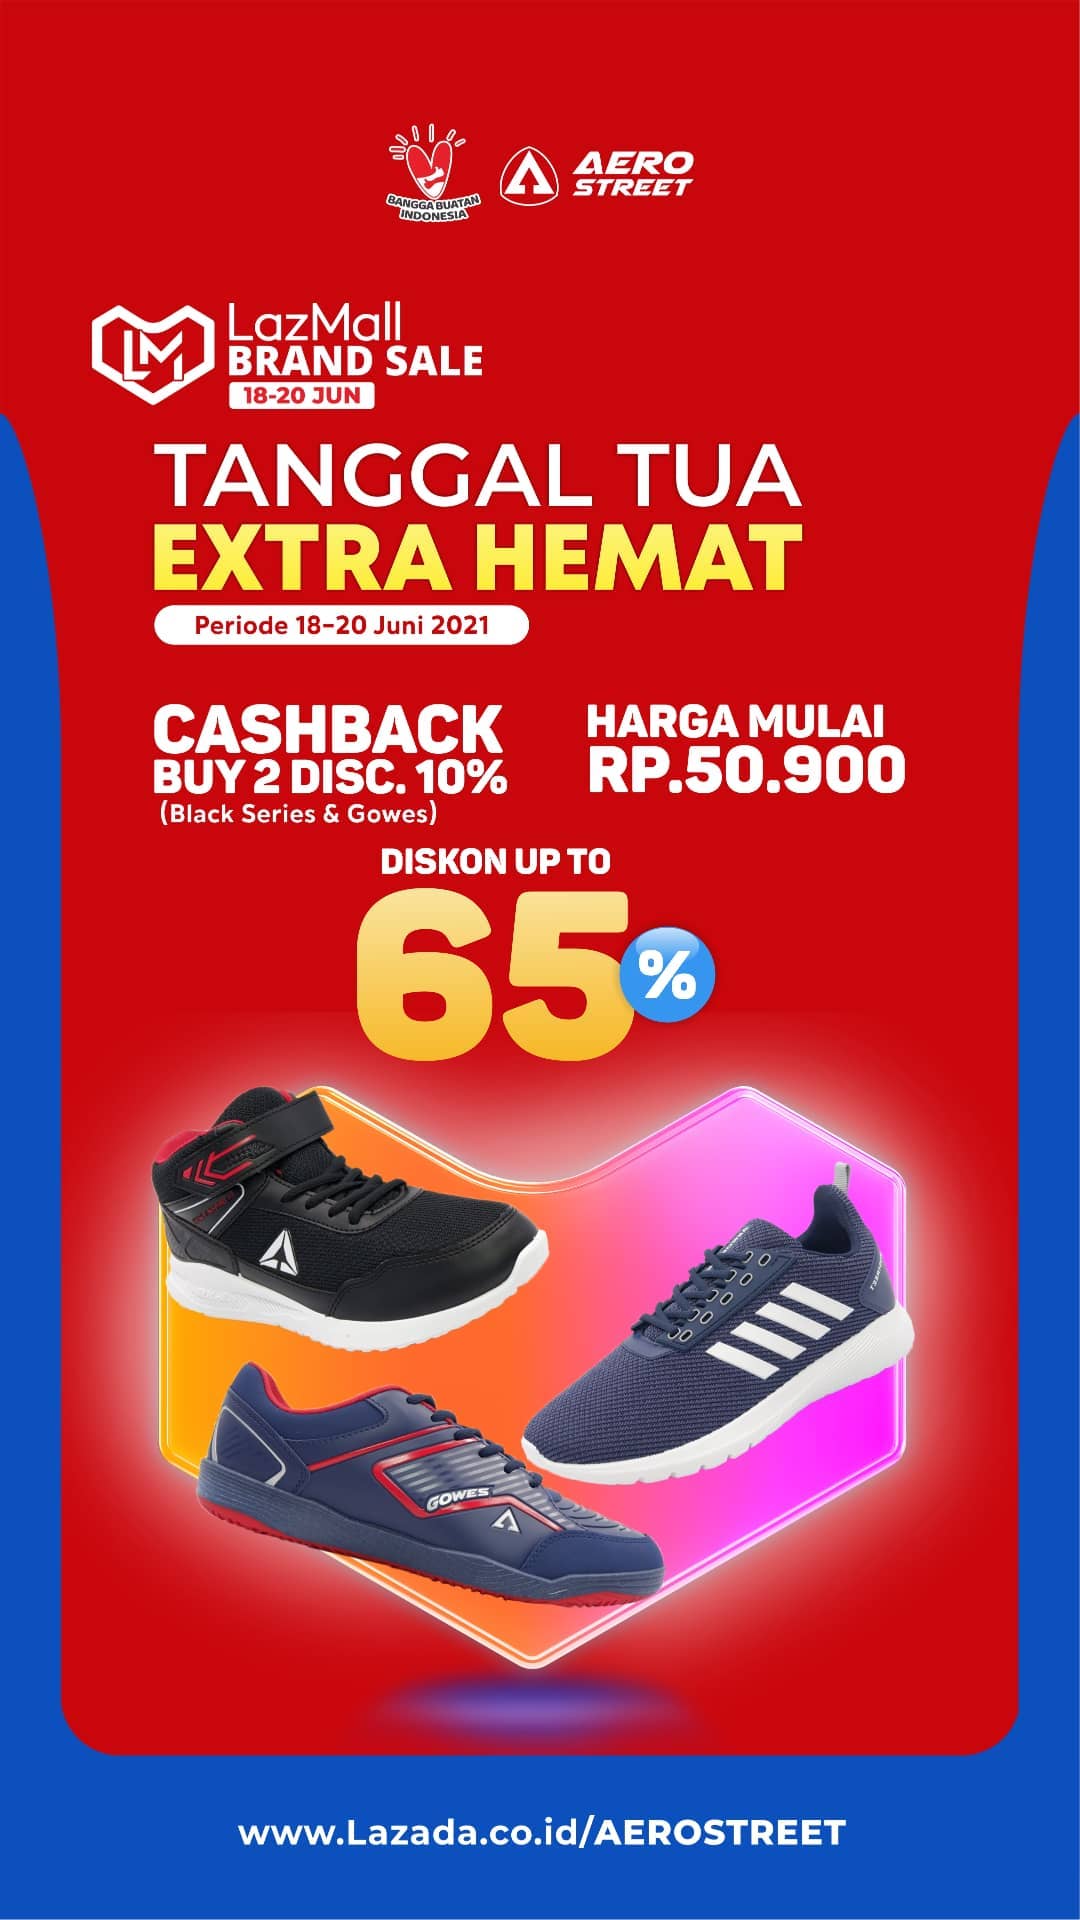 BANGGA BUATAN
INDONESIA
AERO
STREET
LM
LazMall
BRAND SALE
18-20 JUN
TANGGAL TUA
EXTRA HEMAT
Periode 18-20 Juni 2021
CASHBACK
BUY 2 DISC. 10%
(Black Series & Gowes)
HARGA MULAI
RP.50.900
DISKON UP TO
65%
GOWES
www.Lazada.co.id/AEROSTREET